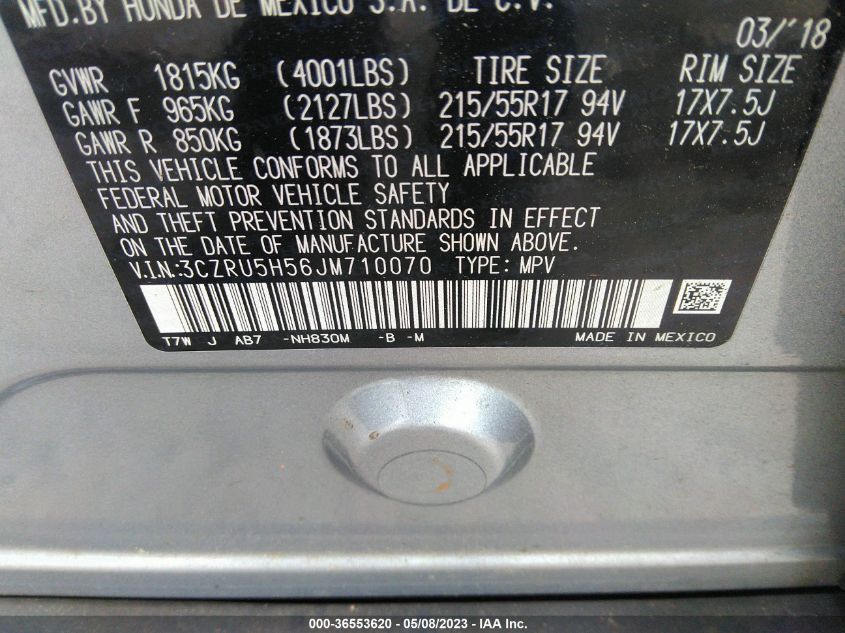 MFD.BY HONDA DE MEXICO S.A. DE C.V.
03/'18
GVWR 1815KG (4001LBS) TIRE SIZE RIM SIZE
GAWR F 965KG (2127LBS) 215/55R17 94V 17X7.5J
GAWR R 850KG (1873LBS) 215/55R17 94V 17X7.5J
THIS VEHICLE CONFORMS TO ALL APPLICABLE
FEDERAL MOTOR VEHICLE SAFETY
AND THEFT PREVENTION STANDARDS IN EFFECT
ON THE DATE OF MANUFACTURE SHOWN ABOVE.
V.I.N:3CZRU5H56JM710070 TYPE: MPV
T7W J AB7 -NH830M -B -M MADE IN MEXICO
000-36553620 - 05/08/2023 - IAA Inc.